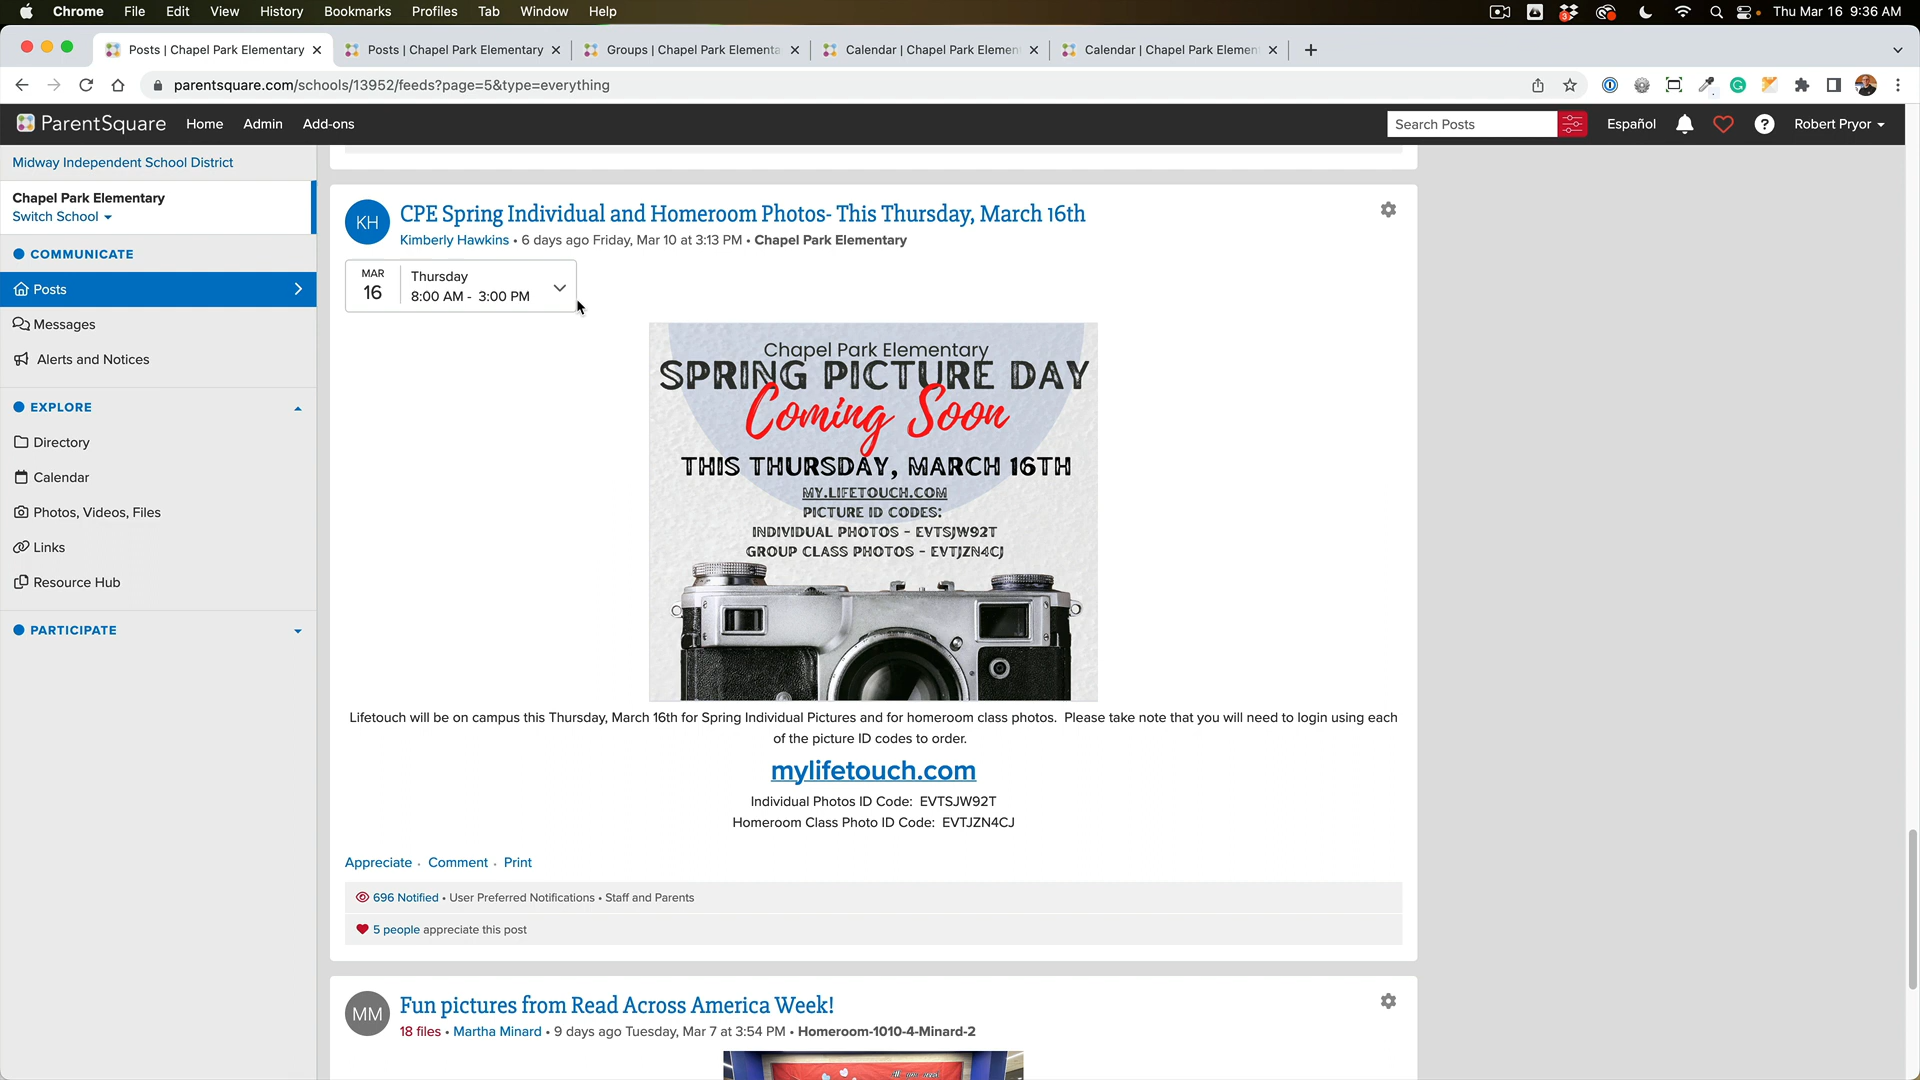 Chrome File Edit View History Bookmarks Profiles Tab Window Help
3
Thu Mar 16 9:36 AM
Posts | Chapel Park Elementary
Posts | Chapel Park Elementary
Groups | Chapel Park Elementa
Calendar | Chapel Park Elemen
Calendar | Chapel Park Elemen
parentsquare.com/schools/13952/feeds?page=5&type=everything
ParentSquare Home Admin Add-ons
Search Posts
Español
Robert Pryor
Midway Independent School District
Chapel Park Elementary
Switch School
COMMUNICATE
Posts
Messages
Alerts and Notices
EXPLORE
Directory
Calendar
Photos, Videos, Files
Links
Resource Hub
PARTICIPATE
KH
CPE Spring Individual and Homeroom Photos- This Thursday, March 16th
Kimberly Hawkins • 6 days ago Friday, Mar 10 at 3:13 PM • Chapel Park Elementary
MAR
16
Thursday
8:00 AM - 3:00 PM
Chapel Park Elementary
SPRING PICTURE DAY
Coming Soon
THIS THURSDAY, MARCH 16TH
MY.LIFETOUCH.COM
PICTURE ID CODES:
INDIVIDUAL PHOTOS - EVTSJW92T
GROUP CLASS PHOTOS - EVTJZN4CJ
Lifetouch will be on campus this Thursday, March 16th for Spring Individual Pictures and for homeroom class photos. Please take note that you will need to login using each
of the picture ID codes to order.
mylifetouch.com
Individual Photos ID Code: EVTSJW92T
Homeroom Class Photo ID Code: EVTJZN4CJ
Appreciate • Comment • Print
696 Notified • User Preferred Notifications • Staff and Parents
5 people appreciate this post
MM
Fun pictures from Read Across America Week!
18 files • Martha Minard • 9 days ago Tuesday, Mar 7 at 3:54 PM • Homeroom-1010-4-Minard-2